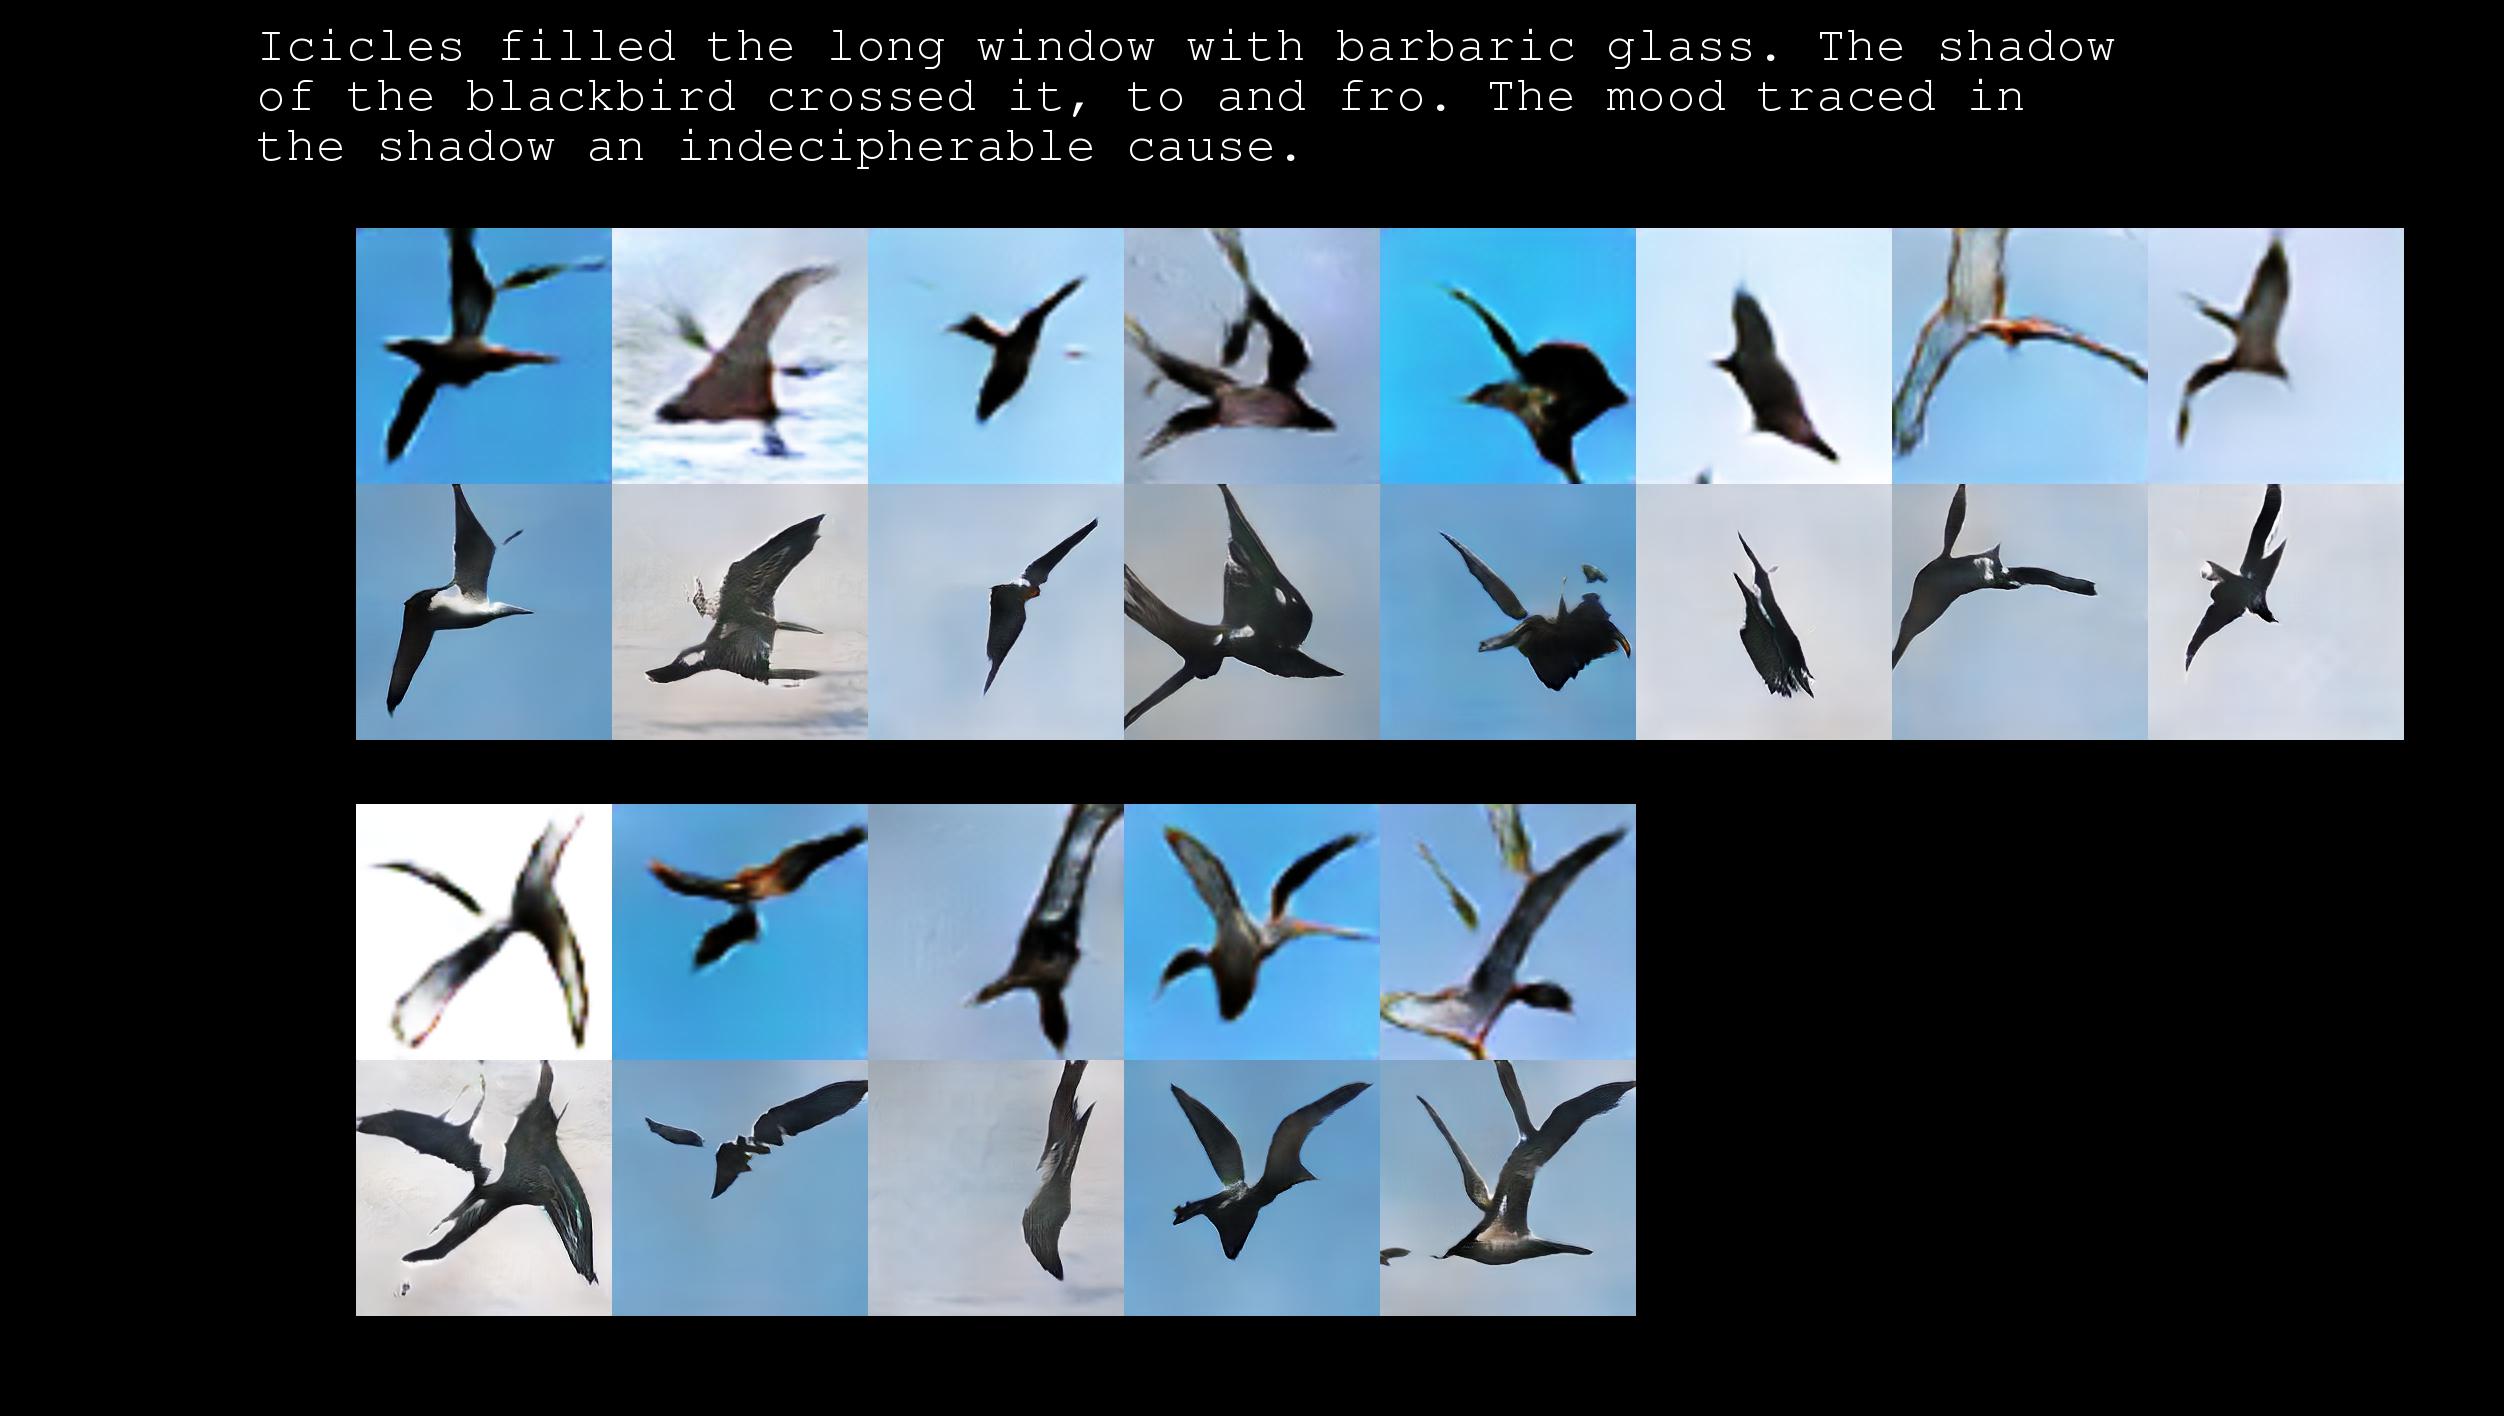 Icicles filled the long window with barbaric glass. The shadow
of the blackbird crossed it, to and fro. The mood traced in
the shadow an indecipherable cause.